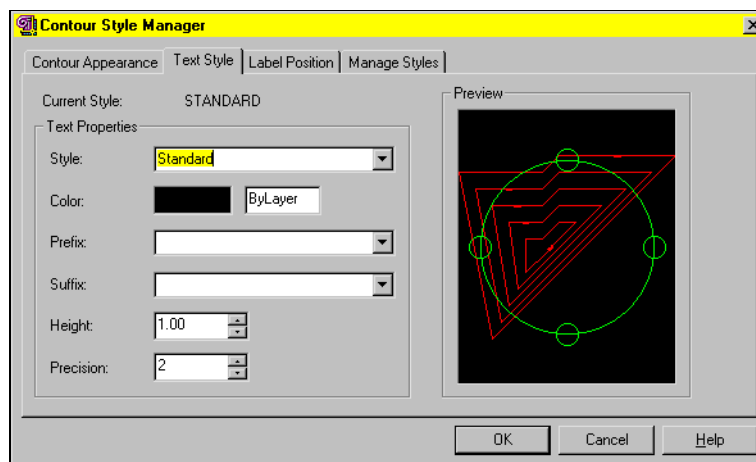 Contour Style Manager
Contour Appearance Text Style Label Position Manage Styles
Current Style: STANDARD
Preview
Text Properties
Style: Standard
Color: ByLayer
Prefix:
Suffix:
Height: 1.00
Precision: 2
OK Cancel Help